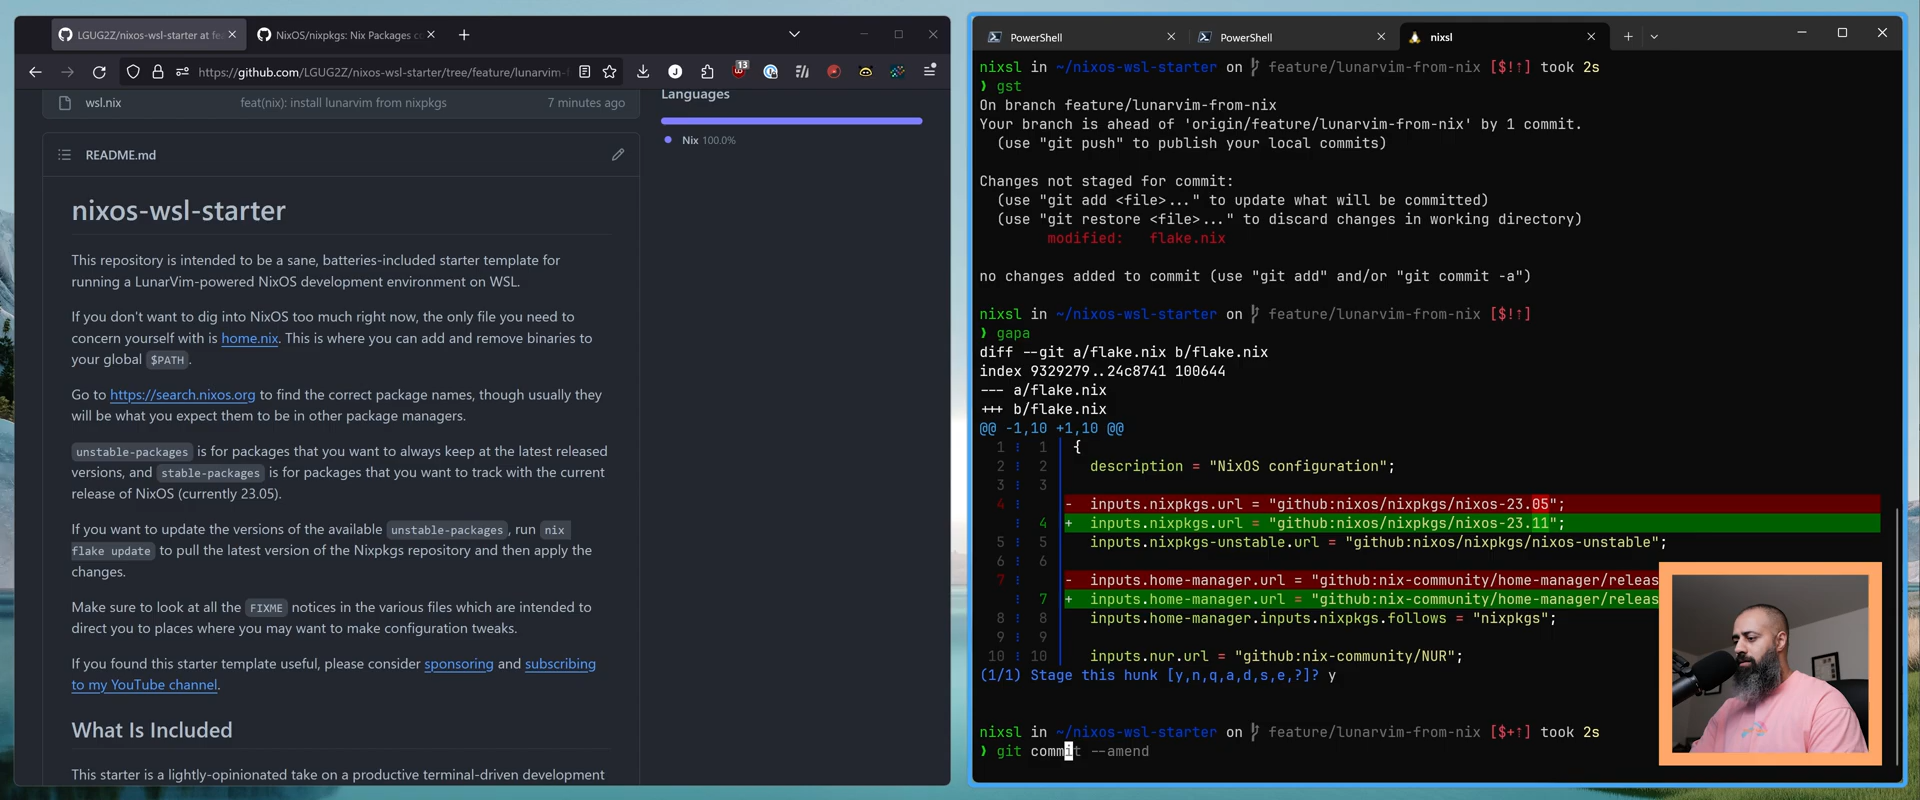 LGUG2Z/nixos-wsl-starter at fe
NixOS/nixpkgs: Nix Packages c
https://github.com/LGUG2Z/nixos-wsl-starter/tree/feature/lunarvim-f
13
wsl.nix
feat(nix): install lunarvim from nixpkgs
7 minutes ago
README.md
nixos-wsl-starter
This repository is intended to be a sane, batteries-included starter template for
running a LunarVim-powered NixOS development environment on WSL.
If you don't want to dig into NixOS too much right now, the only file you need to
concern yourself with is home.nix. This is where you can add and remove binaries to
your global $PATH.
Go to https://search.nixos.org to find the correct package names, though usually they
will be what you expect them to be in other package managers.
unstable-packages is for packages that you want to always keep at the latest released
versions, and stable-packages is for packages that you want to track with the current
release of NixOS (currently 23.05).
If you want to update the versions of the available unstable-packages, run nix
flake update to pull the latest version of the Nixpkgs repository and then apply the
changes.
Make sure to look at all the FIXME notices in the various files which are intended to
direct you to places where you may want to make configuration tweaks.
If you found this starter template useful, please consider sponsoring and subscribing
to my YouTube channel.
What Is Included
This starter is a lightly-opinionated take on a productive terminal-driven development
Languages
Nix 100.0%
PowerShell
PowerShell
nixsl
nixsl in ~/nixos-wsl-starter on feature/lunarvim-from-nix [$!↑] took 2s
❯ gst
On branch feature/lunarvim-from-nix
Your branch is ahead of 'origin/feature/lunarvim-from-nix' by 1 commit.
(use "git push" to publish your local commits)
Changes not staged for commit:
(use "git add <file>..." to update what will be committed)
(use "git restore <file>..." to discard changes in working directory)
modified: flake.nix
no changes added to commit (use "git add" and/or "git commit -a")
nixsl in ~/nixos-wsl-starter on feature/lunarvim-from-nix [$!↑]
❯ gapa
diff --git a/flake.nix b/flake.nix
index 9329279..24c8741 100644
--- a/flake.nix
+++ b/flake.nix
@@ -1,10 +1,10 @@
1 ⋮ 1 │ {
2 ⋮ 2 │ description = "NixOS configuration";
3 ⋮ 3 │
4 ⋮ │- inputs.nixpkgs.url = "github:nixos/nixpkgs/nixos-23.05";
⋮ 4 │+ inputs.nixpkgs.url = "github:nixos/nixpkgs/nixos-23.11";
5 ⋮ 5 │ inputs.nixpkgs-unstable.url = "github:nixos/nixpkgs/nixos-unstable";
6 ⋮ 6 │
7 ⋮ │- inputs.home-manager.url = "github:nix-community/home-manager/releas
⋮ 7 │+ inputs.home-manager.url = "github:nix-community/home-manager/releas
8 ⋮ 8 │ inputs.home-manager.inputs.nixpkgs.follows = "nixpkgs";
9 ⋮ 9 │
10 ⋮ 10 │ inputs.nur.url = "github:nix-community/NUR";
(1/1) Stage this hunk [y,n,q,a,d,s,e,?]? y
nixsl in ~/nixos-wsl-starter on feature/lunarvim-from-nix [$+↑] took 2s
❯ git commit --amend